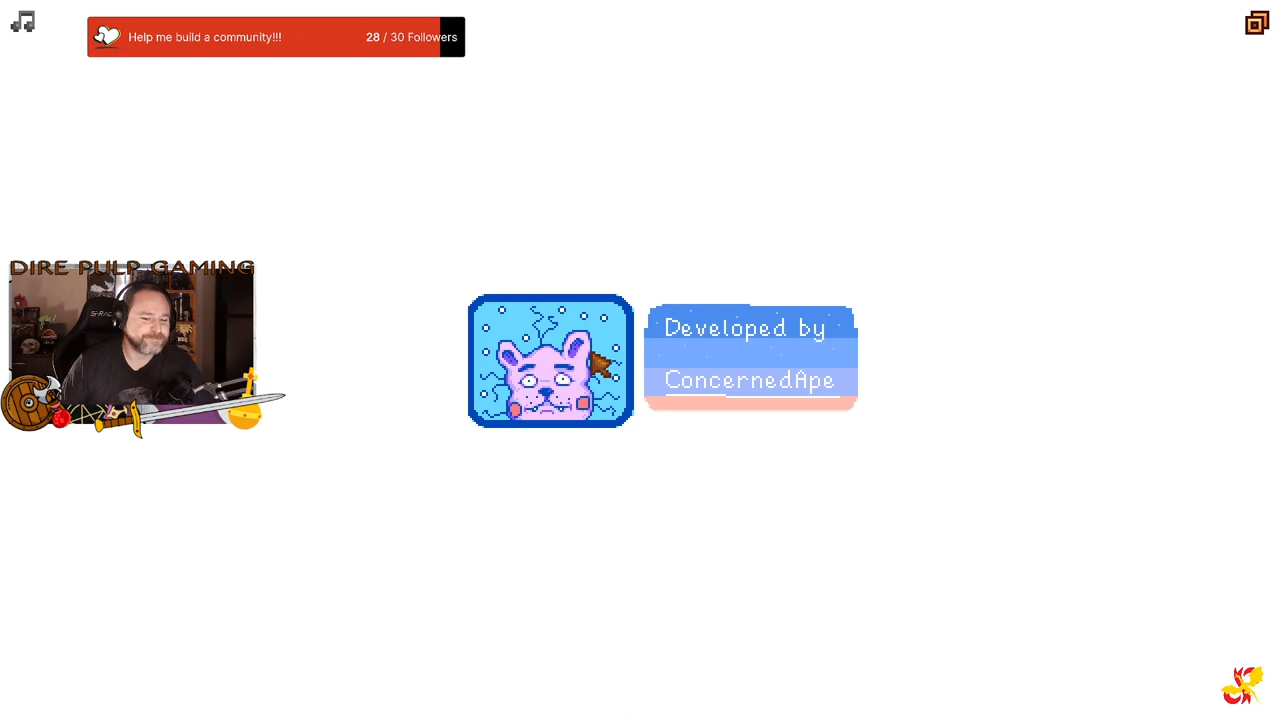 Help me build a community!!! 28 / 30 Followers
DIRE PULP GAMING
Developed by
ConcernedApe